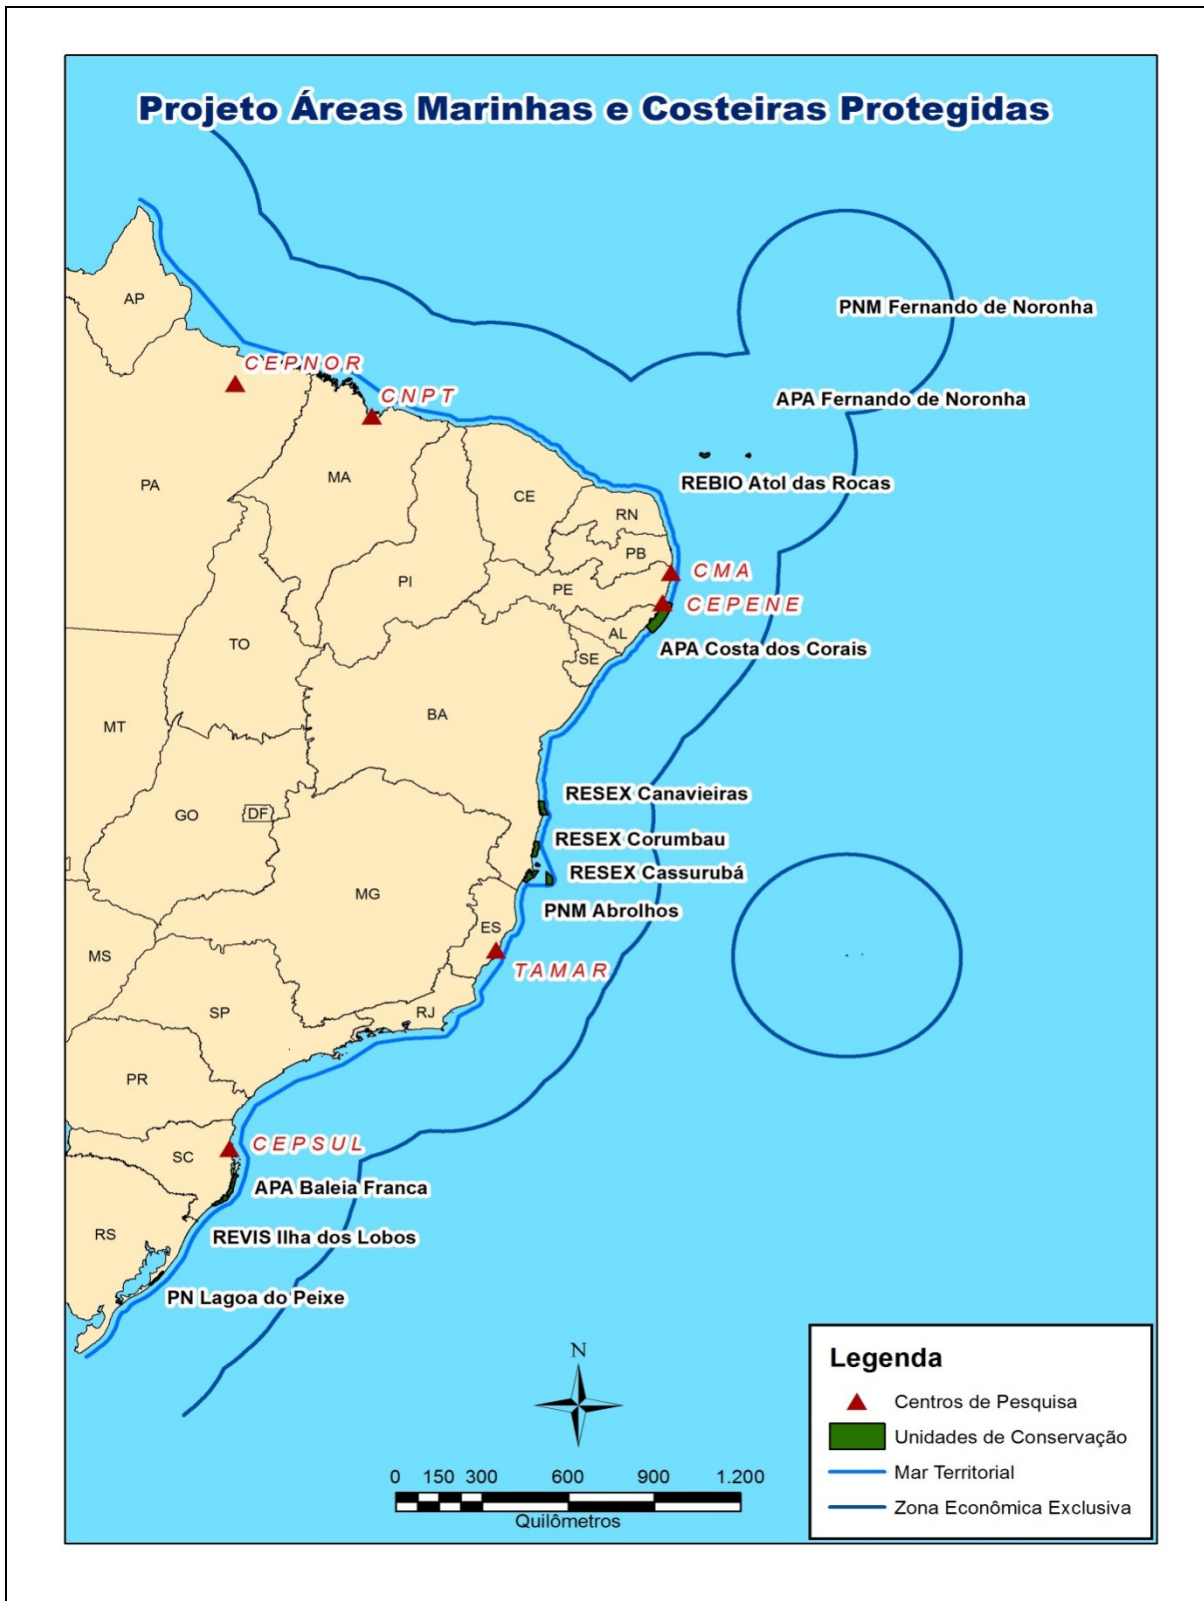 Projeto Áreas Marinhas e Costeiras Protegidas
AP
PNM Fernando de Noronha
CEPNOR
CNPT
APA Fernando de Noronha
PA
MA
CE
REBIO Atol das Rocas
RN
PB
CMA
PI
PE
CEPENE
AL
APA Costa dos Corais
TO
SE
BA
MT
RESEX Canavieiras
GO
DF
RESEX Corumbau
RESEX Cassurubá
MG
PNM Abrolhos
ES
MS
TAMAR
SP
RJ
PR
CEPSUL
SC
APA Baleia Franca
RS
REVIS Ilha dos Lobos
PN Lagoa do Peixe
N
0 150 300 600 900 1.200
Quilômetros
Legenda
Centros de Pesquisa
Unidades de Conservação
Mar Territorial
Zona Econômica Exclusiva